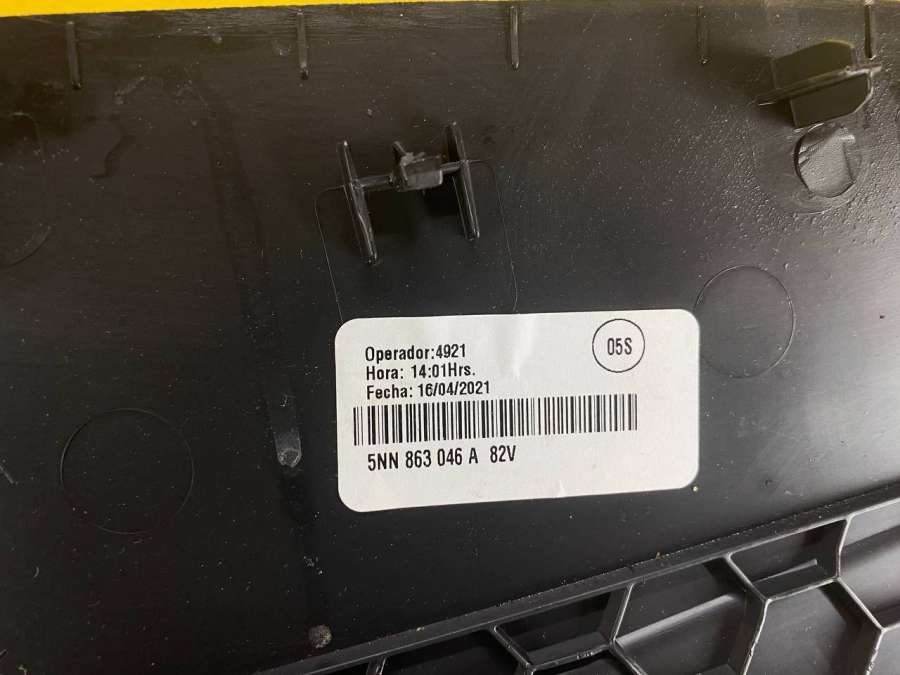 05S
Operador:4921
Hora: 14:01Hrs.
Fecha: 16/04/2021
5NN 863 046 A 82V